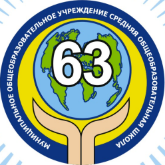 МУНИЦИПАЛЬНОЕ ОБЩЕОБРАЗОВАТЕЛЬНОЕ УЧРЕЖДЕНИЕ СРЕДНЯЯ ОБЩЕОБРАЗОВАТЕЛЬНАЯ ШКОЛА
63